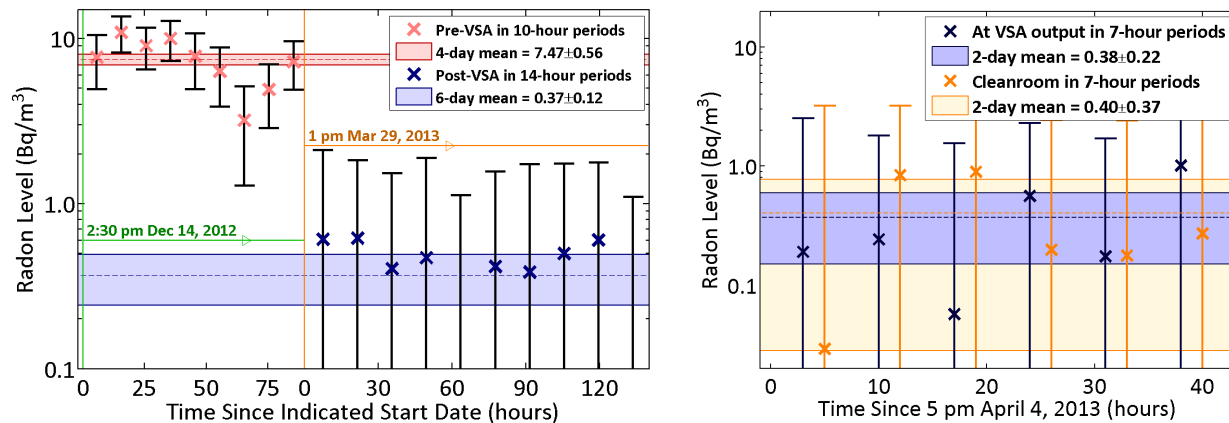 Radon Level (Bq/m³)
10
1.0
0.1
Pre-VSA in 10-hour periods
4-day mean = 7.47±0.56
Post-VSA in 14-hour periods
6-day mean = 0.37±0.12
1 pm Mar 29, 2013
2:30 pm Dec 14, 2012
0 25 50 75 0 30 60 90 120
Time Since Indicated Start Date (hours)
Radon Level (Bq/m³)
10
1.0
0.1
At VSA output in 7-hour periods
2-day mean = 0.38±0.22
Cleanroom in 7-hour periods
2-day mean = 0.40±0.37
0 10 20 30 40
Time Since 5 pm April 4, 2013 (hours)